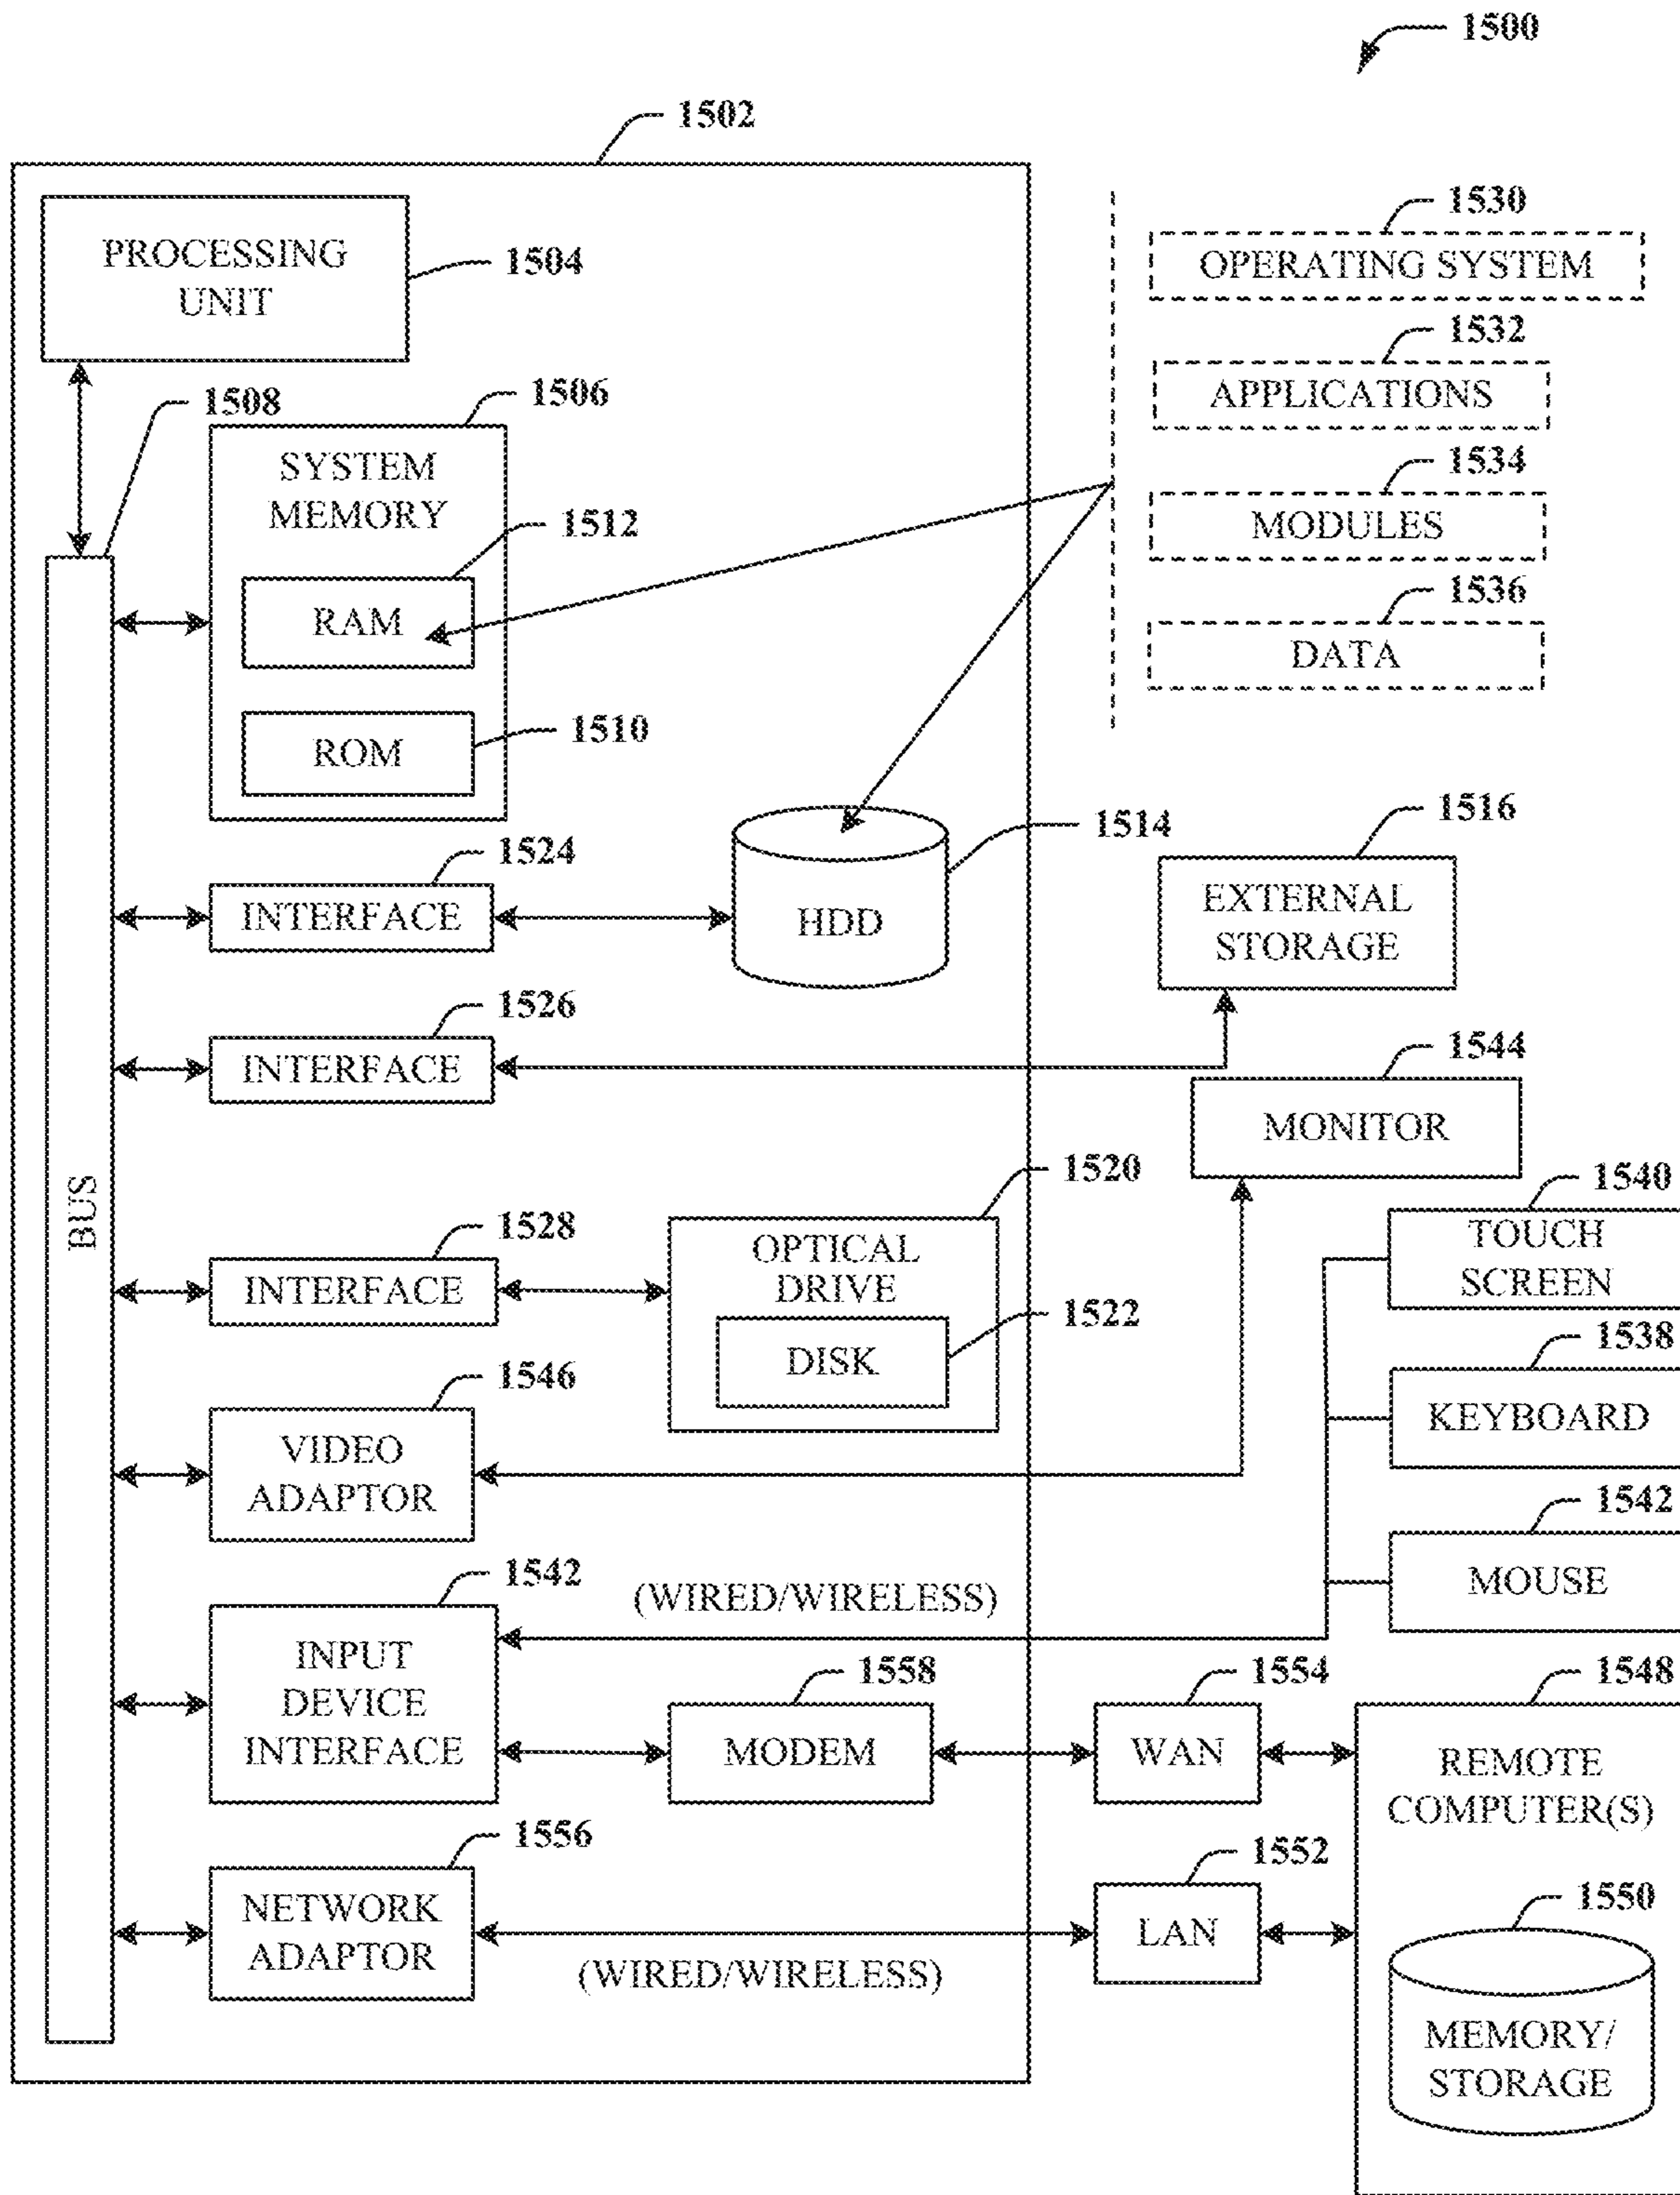 1500
1502
PROCESSING
UNIT
1504
1530
OPERATING SYSTEM
1532
APPLICATIONS
1534
MODULES
1536
DATA
1508
BUS
1506
SYSTEM
MEMORY
1512
RAM
1510
ROM
1524
INTERFACE
1514
HDD
1516
EXTERNAL
STORAGE
1526
INTERFACE
1544
MONITOR
1528
INTERFACE
1520
OPTICAL
DRIVE
1522
DISK
1540
TOUCH
SCREEN
1538
KEYBOARD
1542
MOUSE
1546
VIDEO
ADAPTOR
1542
INPUT
DEVICE
INTERFACE
(WIRED/WIRELESS)
1558
MODEM
1554
WAN
1548
REMOTE
COMPUTER(S)
1556
NETWORK
ADAPTOR
(WIRED/WIRELESS)
1552
LAN
1550
MEMORY/
STORAGE